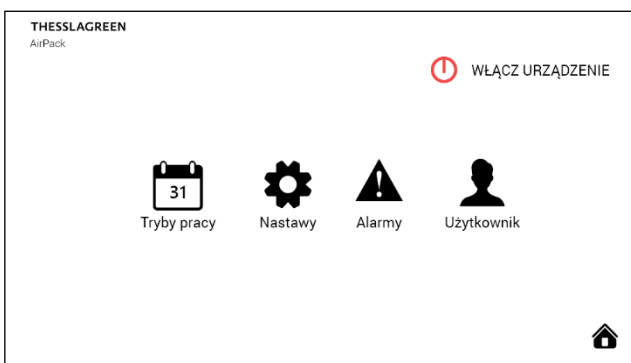 THESSLAGREEN
AirPack
WŁĄCZ URZĄDZENIE
31
Tryby pracy
Nastawy
Alarmy
Użytkownik